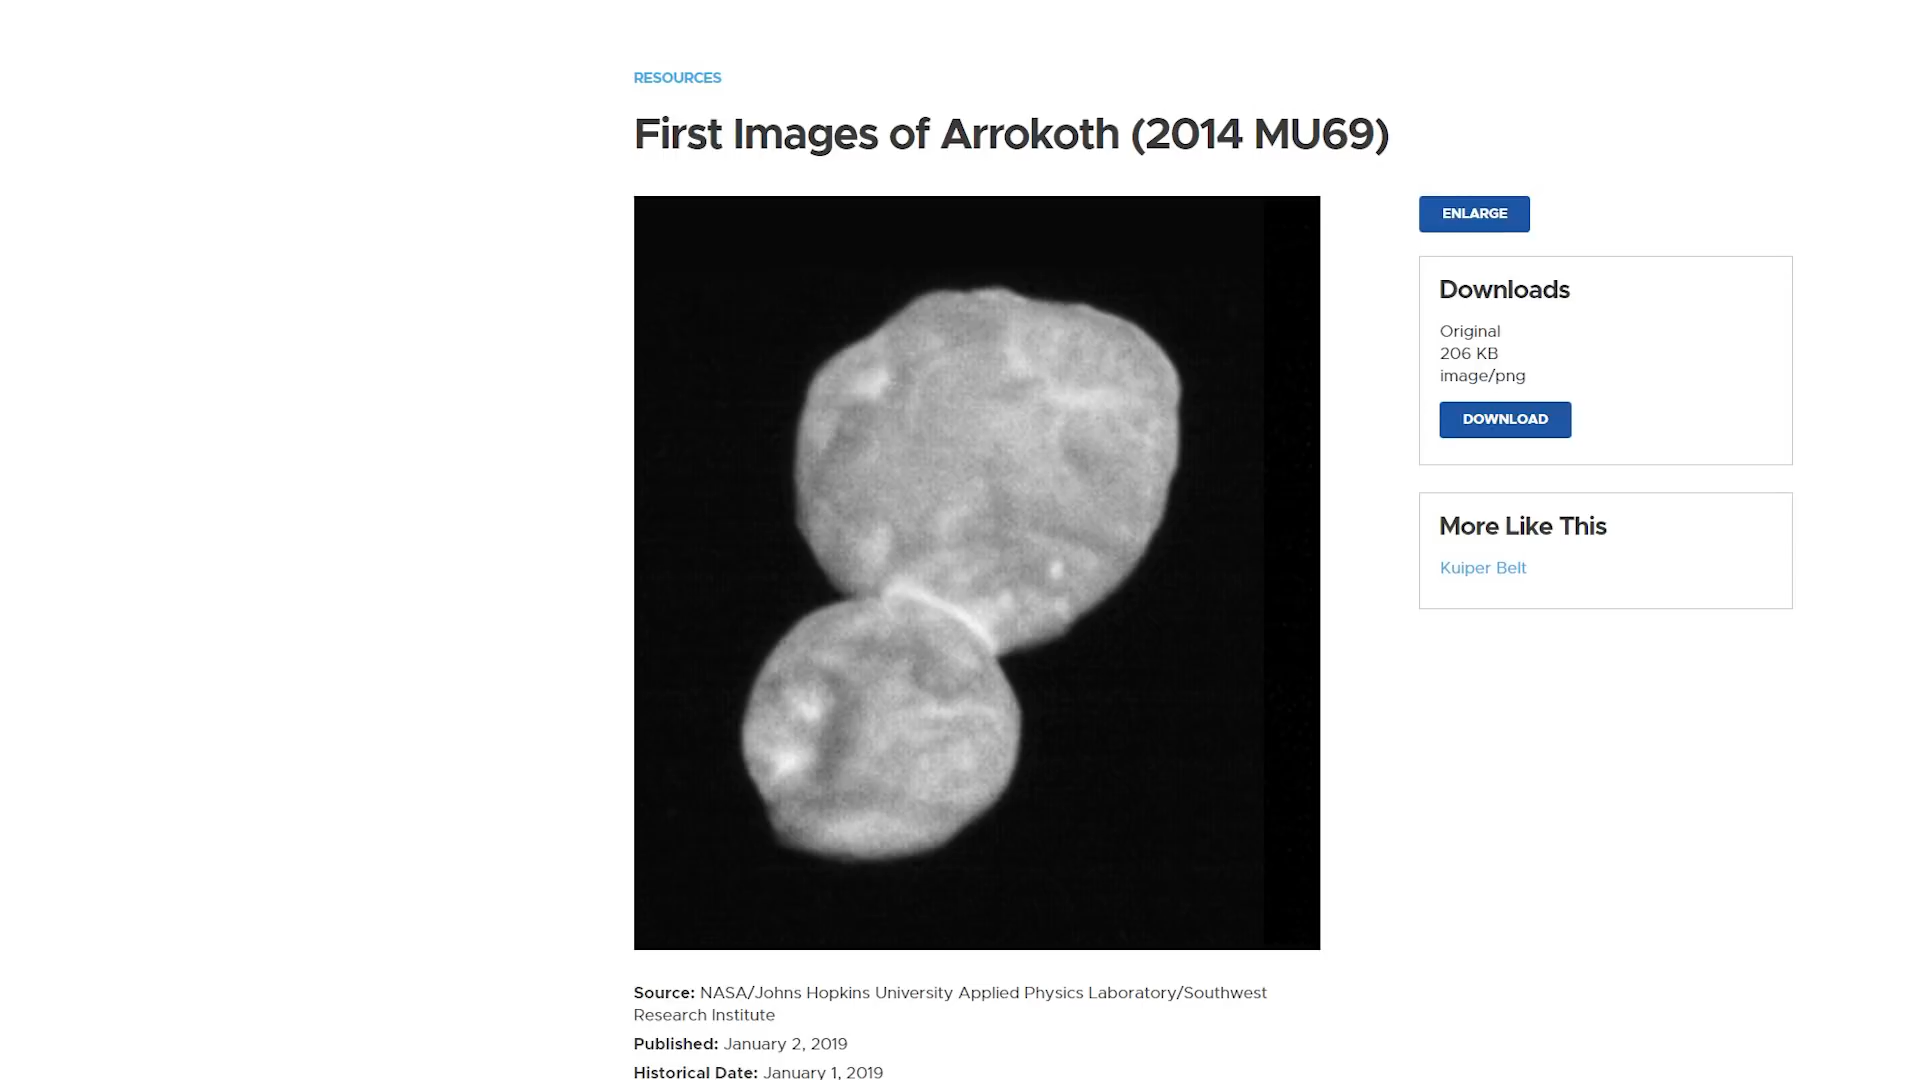 RESOURCES
First Images of Arrokoth (2014 MU69)
ENLARGE
Downloads
Original
206 KB
image/png
DOWNLOAD
More Like This
Kuiper Belt
Source: NASA/Johns Hopkins University Applied Physics Laboratory/Southwest
Research Institute
Published: January 2, 2019
Historical Date: January 1, 2019